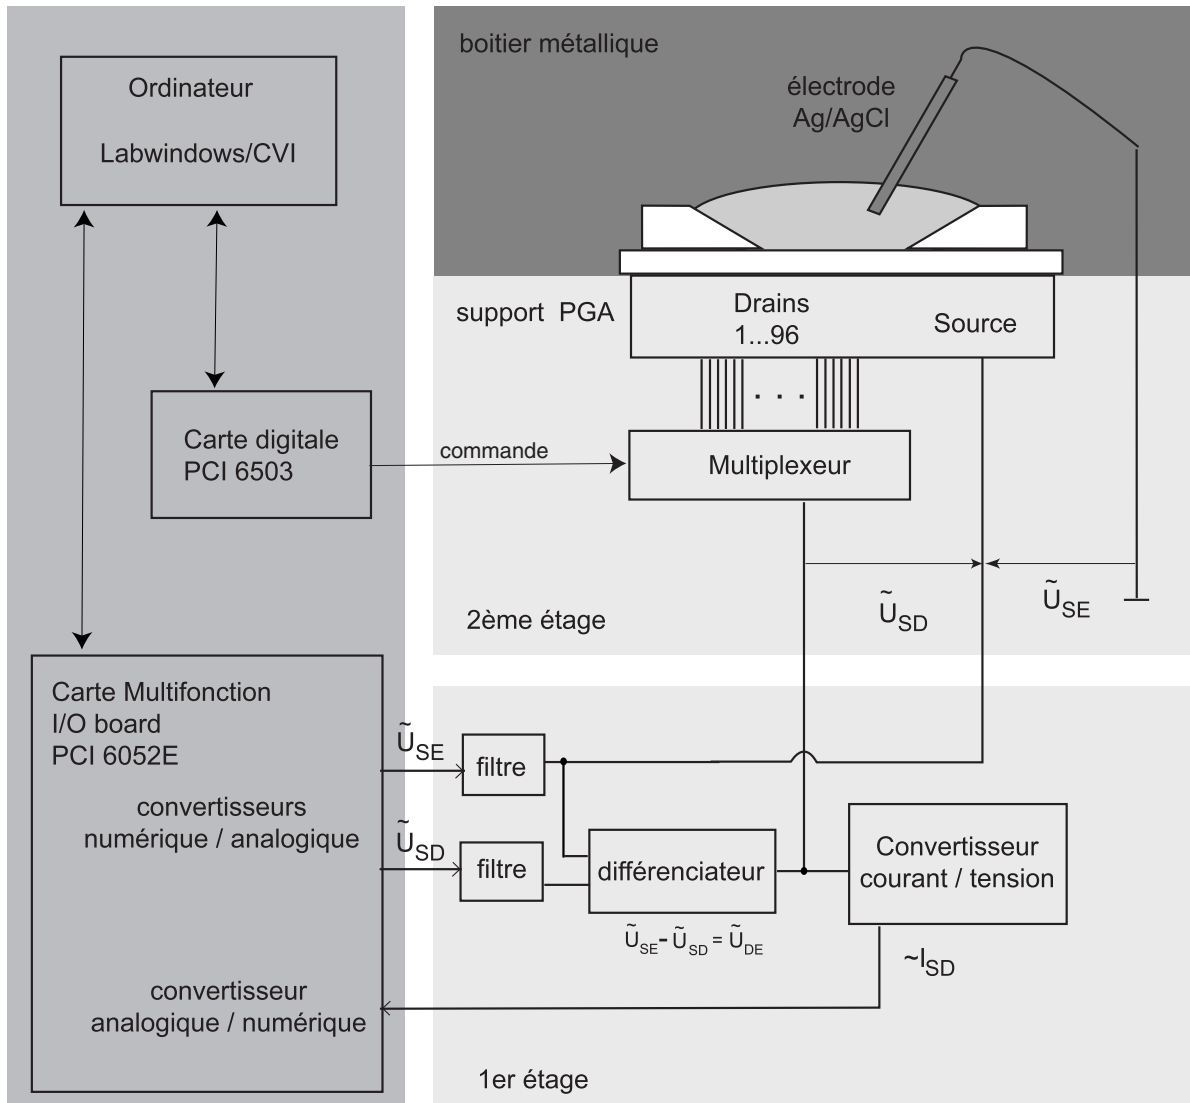 Ordinateur
Labwindows/CVI
Carte digitale
PCI 6503
Carte Multifonction
I/O board
PCI 6052E
convertisseurs
numérique / analogique
convertisseur
analogique / numérique
boitier métallique
électrode
Ag/AgCl
support PGA
Drains
1...96
Source
. . .
commande
Multiplexeur
Ũ_SD
Ũ_SE
2ème étage
Ũ_SE
filtre
Ũ_SD
filtre
différenciateur
Ũ_SE - Ũ_SD = Ũ_DE
Convertisseur
courant / tension
~I_SD
1er étage